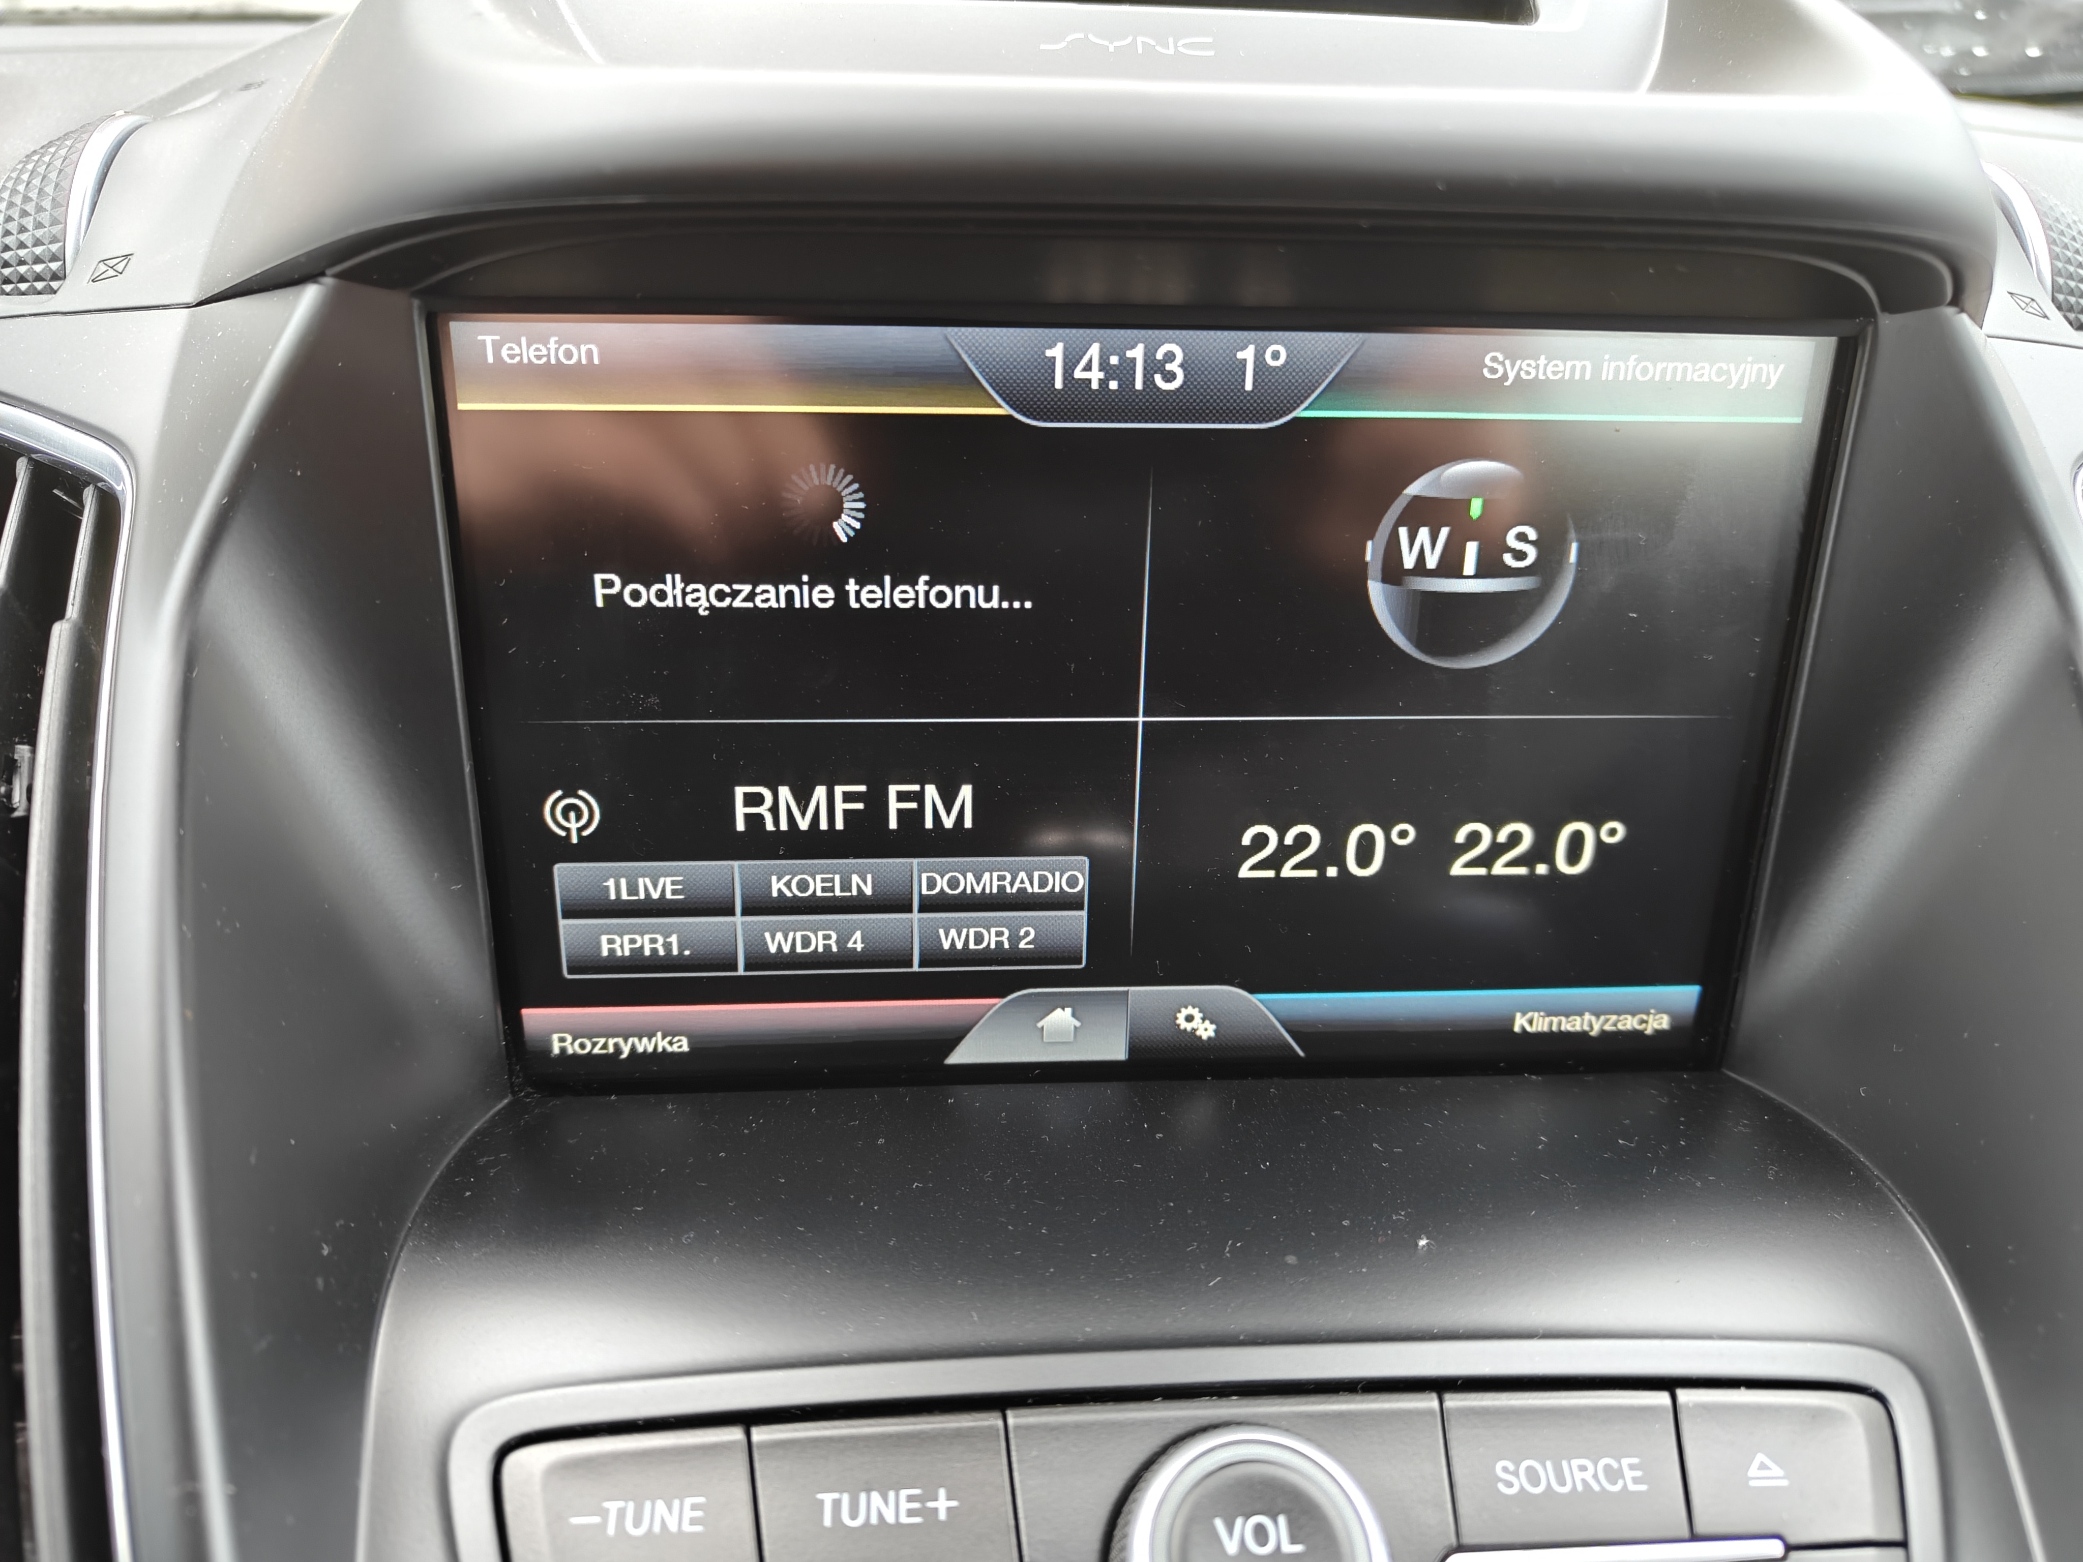 SYNC
Telefon
14:13 1°
System informacyjny
Podłączanie telefonu...
W S
RMF FM
1LIVE KOELN DOMRADIO
RPR1. WDR 4 WDR 2
22.0° 22.0°
Rozrywka
Klimatyzacja
–TUNE TUNE+ VOL SOURCE